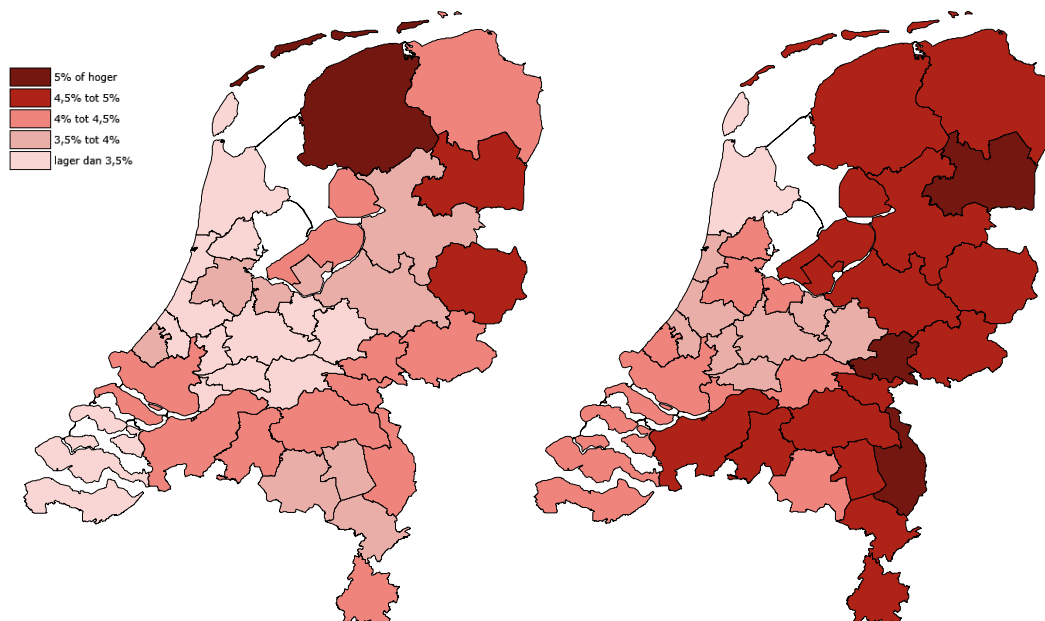 5% of hoger
4,5% tot 5%
4% tot 4,5%
3,5% tot 4%
lager dan 3,5%